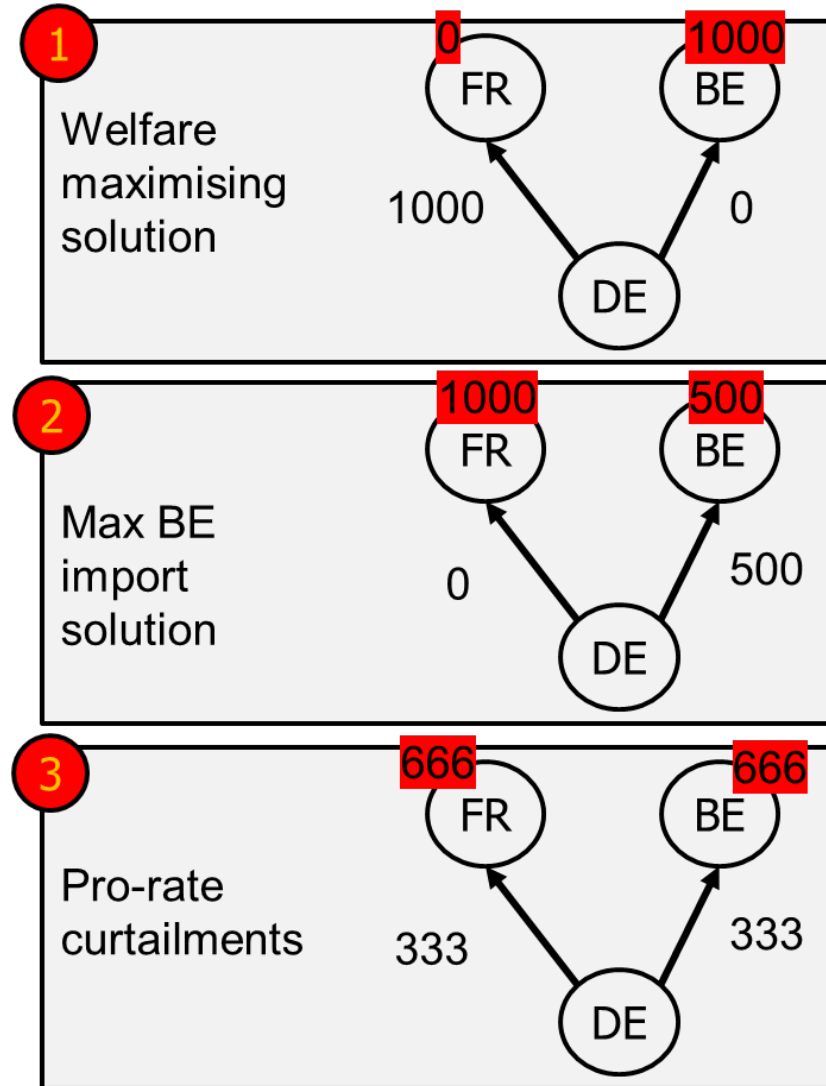 1
0
1000
FR
BE
Welfare
maximising
solution
1000
0
DE
2
1000
500
FR
BE
Max BE
import
solution
0
500
DE
3
666
666
FR
BE
Pro-rate
curtailments
333
333
DE